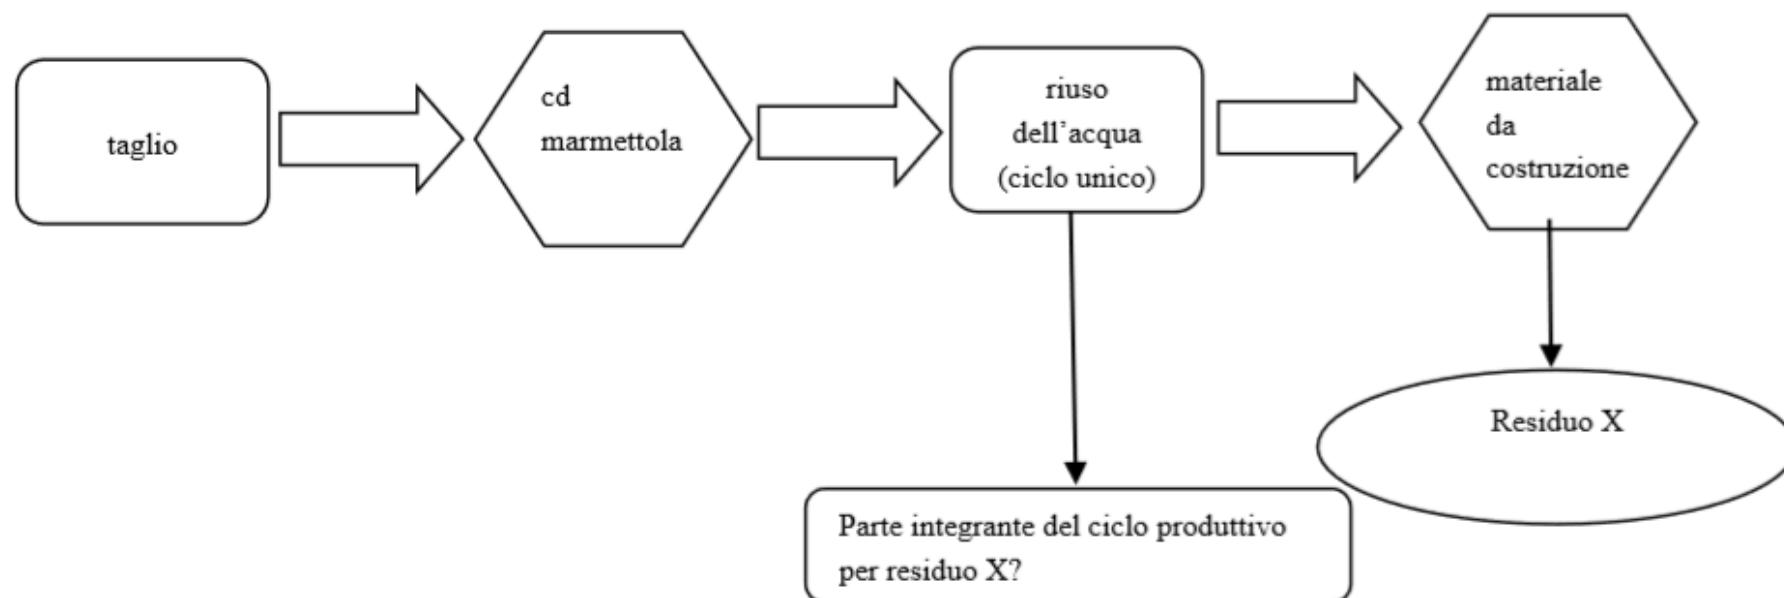 taglio
cd
marmettola
riuso
dell’acqua
(ciclo unico)
materiale
da
costruzione
Residuo X
Parte integrante del ciclo produttivo
per residuo X?